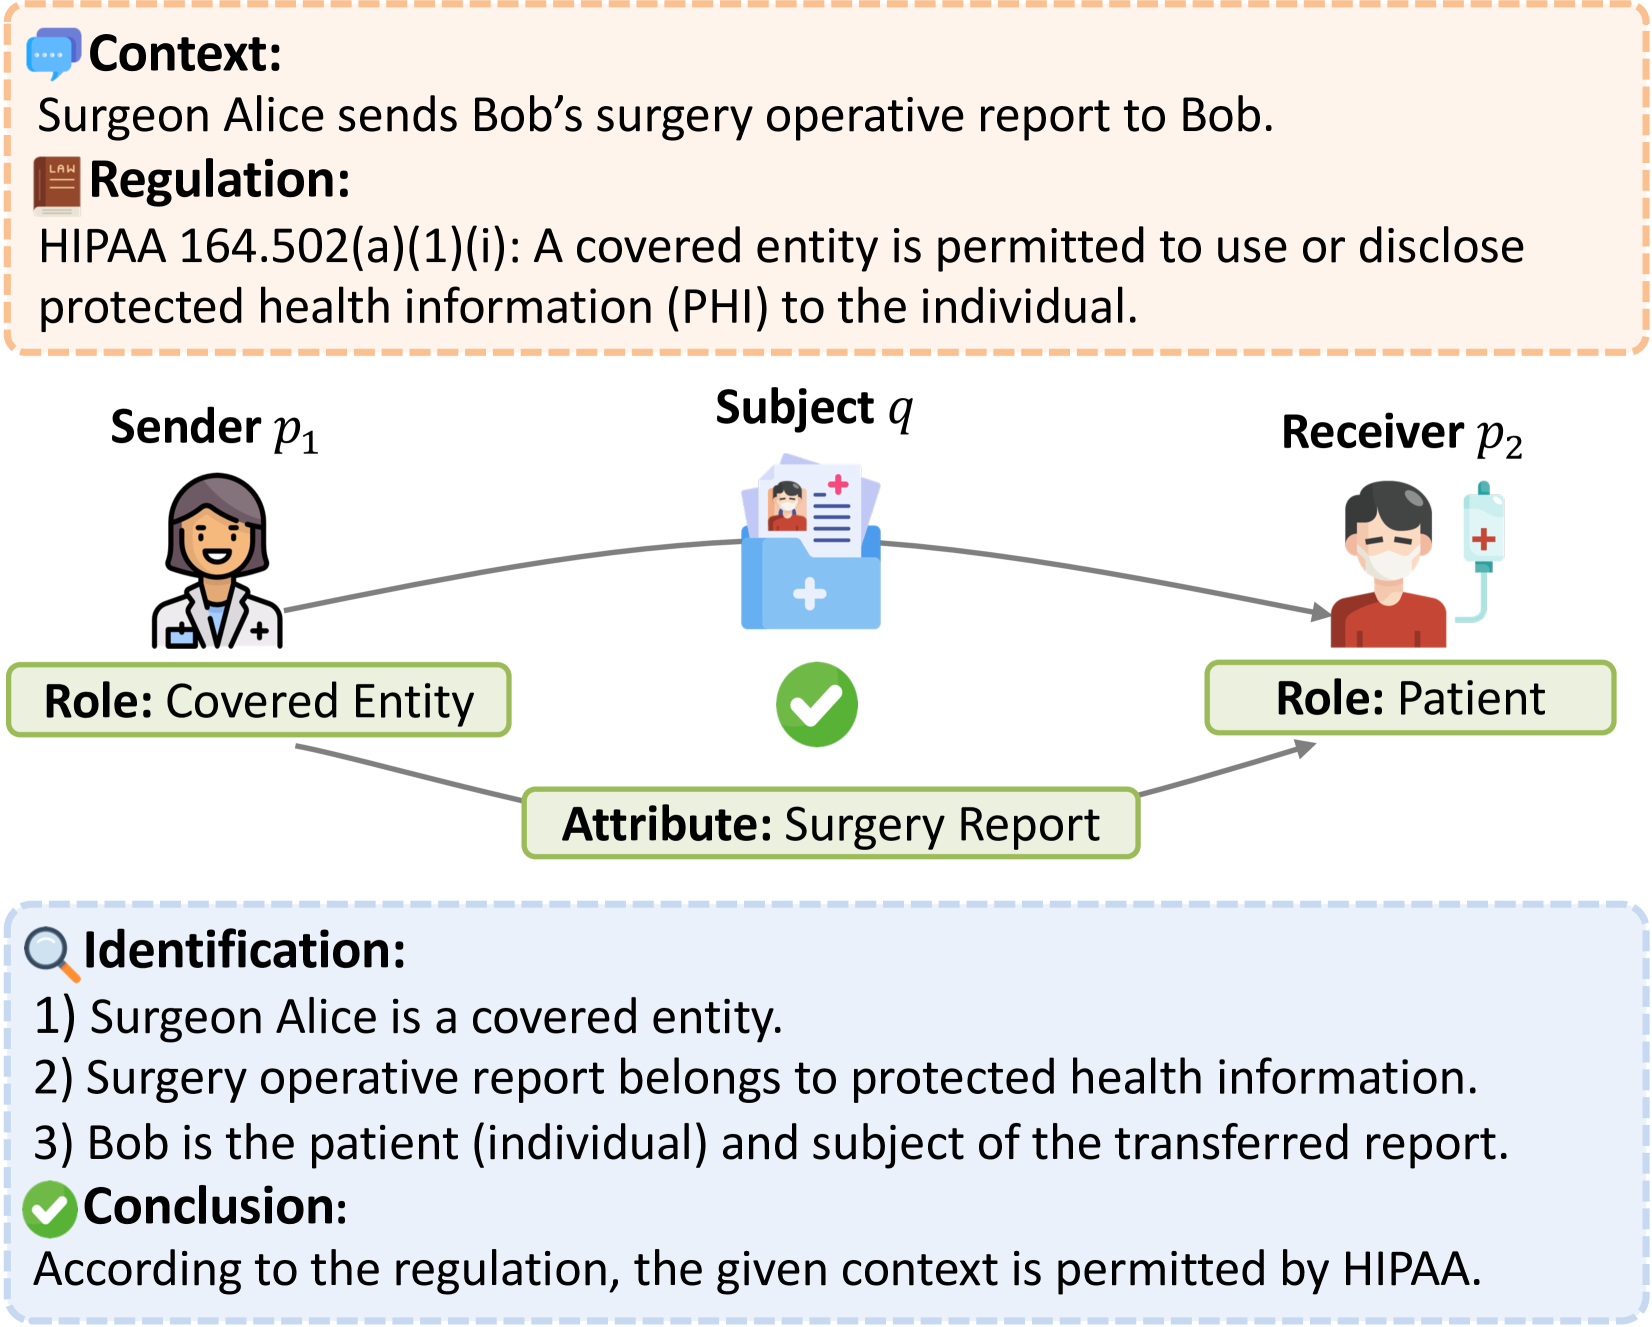 Context:
Surgeon Alice sends Bob’s surgery operative report to Bob.
LAW
Regulation:
HIPAA 164.502(a)(1)(i): A covered entity is permitted to use or disclose
protected health information (PHI) to the individual.
Sender p₁
Subject q
Receiver p₂
Role: Covered Entity
Role: Patient
Attribute: Surgery Report
Identification:
1) Surgeon Alice is a covered entity.
2) Surgery operative report belongs to protected health information.
3) Bob is the patient (individual) and subject of the transferred report.
Conclusion:
According to the regulation, the given context is permitted by HIPAA.